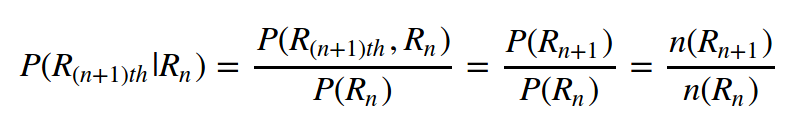 P(R_{(n+1)th}|R_n) = \frac{P(R_{(n+1)th}, R_n)}{P(R_n)} = \frac{P(R_{n+1})}{P(R_n)} = \frac{n(R_{n+1})}{n(R_n)}